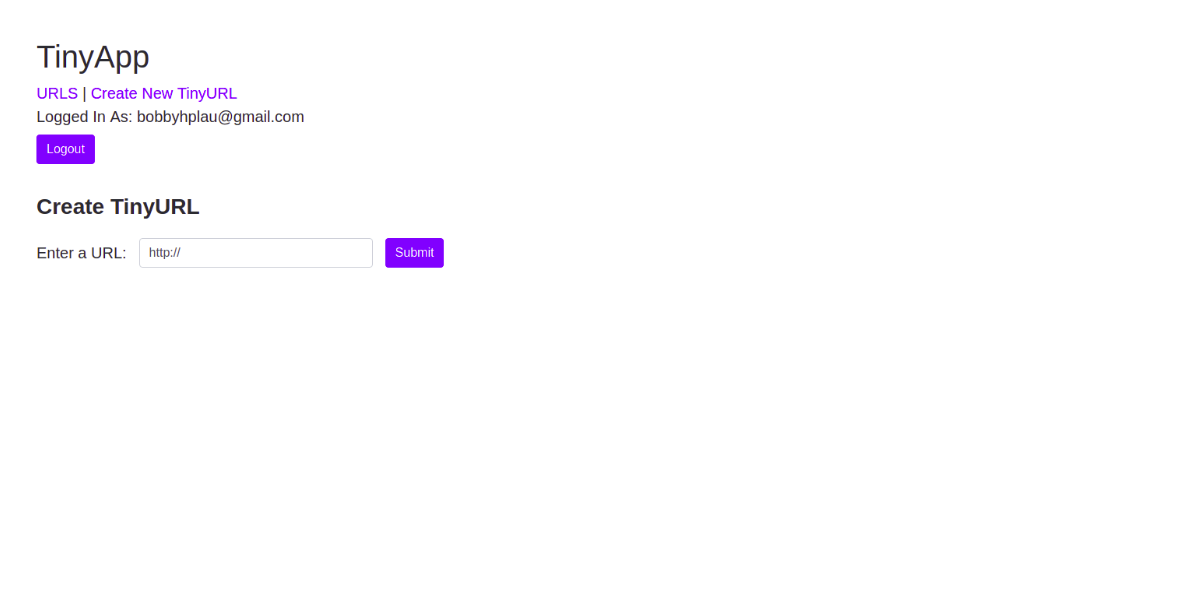 TinyApp
URLS | Create New TinyURL
Logged In As: bobbyhplau@gmail.com
Logout
Create TinyURL
Enter a URL: http:// Submit